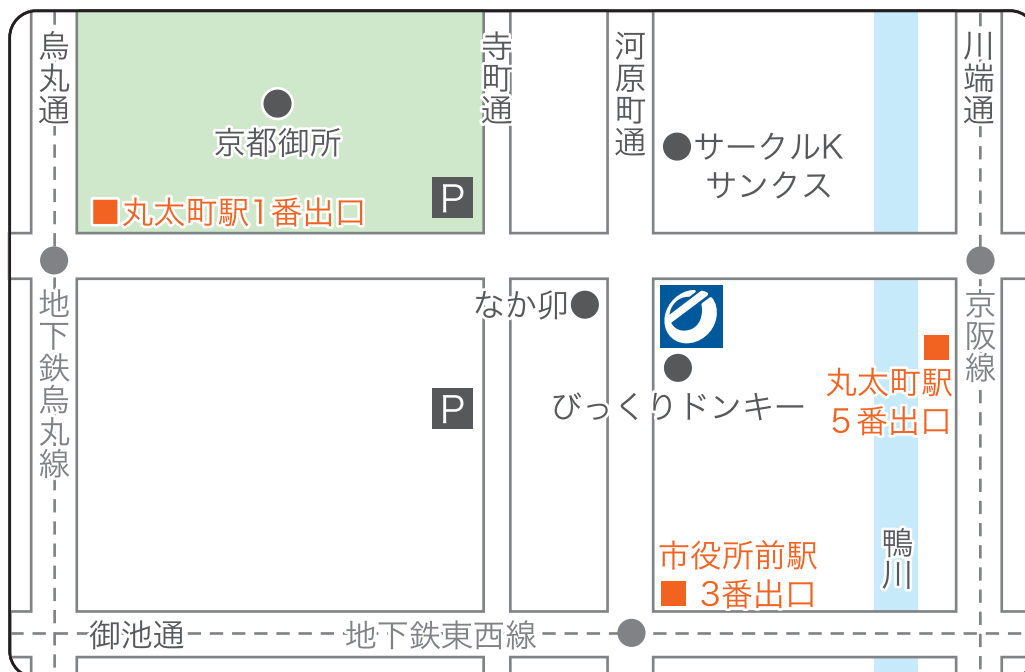 烏丸通
寺町通
河原町通
川端通
京都御所
サークルK
サンクス
P
丸太町駅1番出口
なか卯
地下鉄烏丸線
京阪線
P
びっくりドンキー
丸太町駅
5番出口
鴨川
市役所前駅
3番出口
御池通
地下鉄東西線